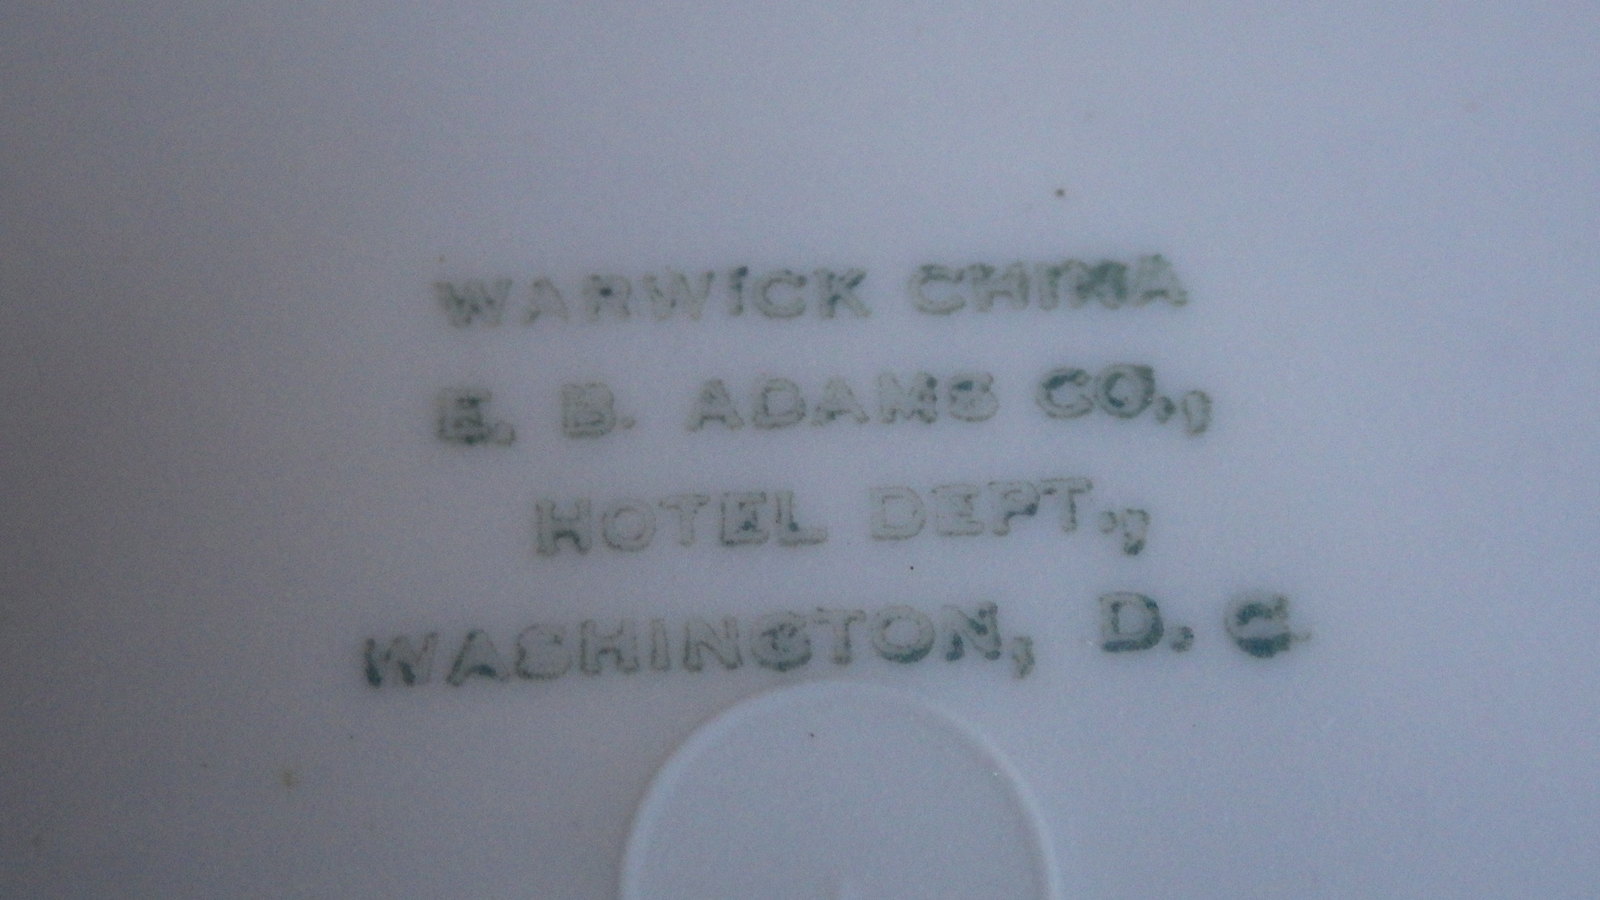 WARWICK CHINA
E. B. ADAMS CO.,
HOTEL DEPT.,
WASHINGTON, D. C.